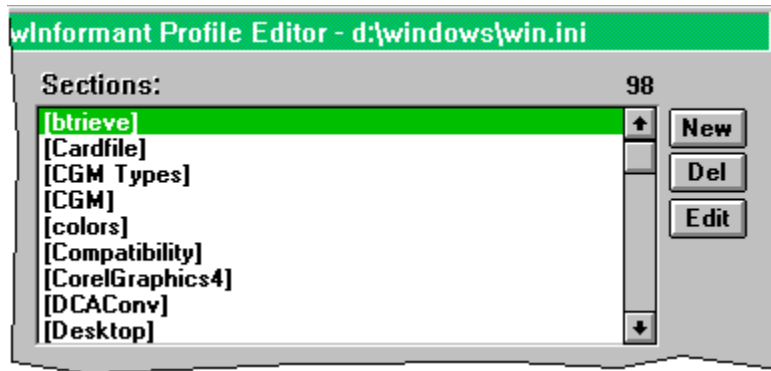 wInformant Profile Editor - d:\windows\win.ini
Sections: 98
[btrieve]
[Cardfile]
[CGM Types]
[CGM]
[colors]
[Compatibility]
[CorelGraphics4]
[DCAConv]
[Desktop]
New
Del
Edit